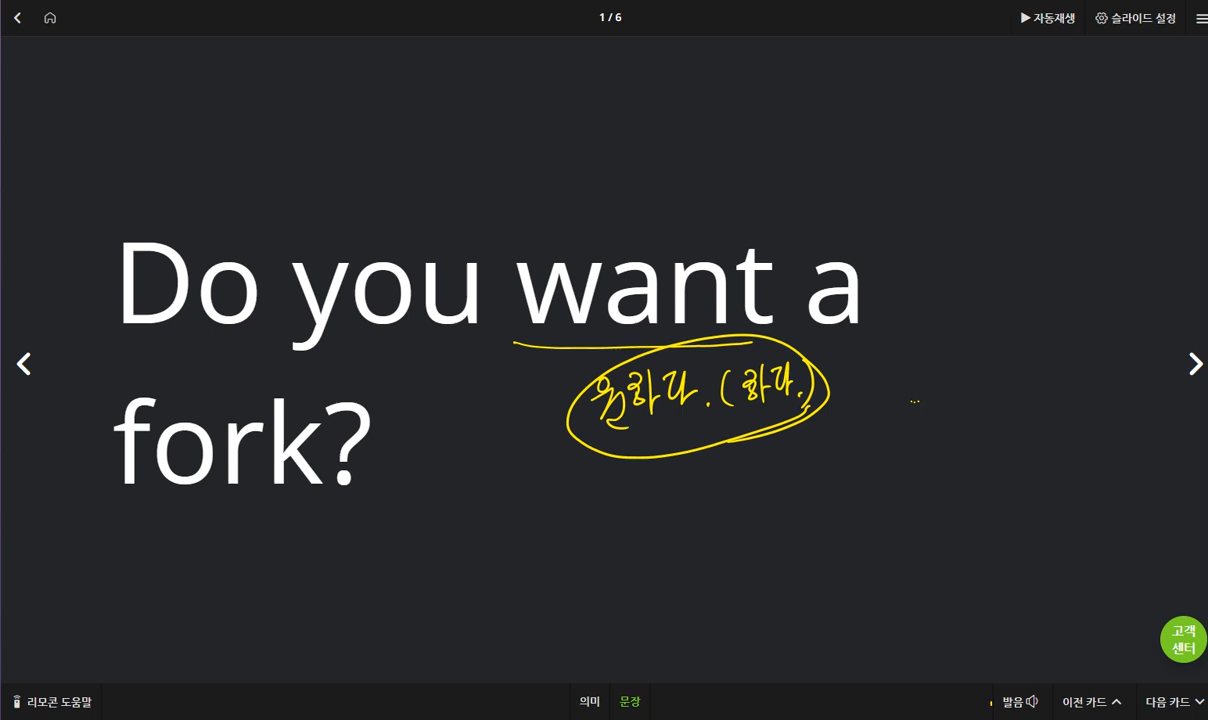 1 / 6
자동재생
슬라이드 설정
Do you want a
fork?
원하다. (하다.)
고객
센터
리모콘 도움말
의미
문장
발음
이전 카드
다음 카드